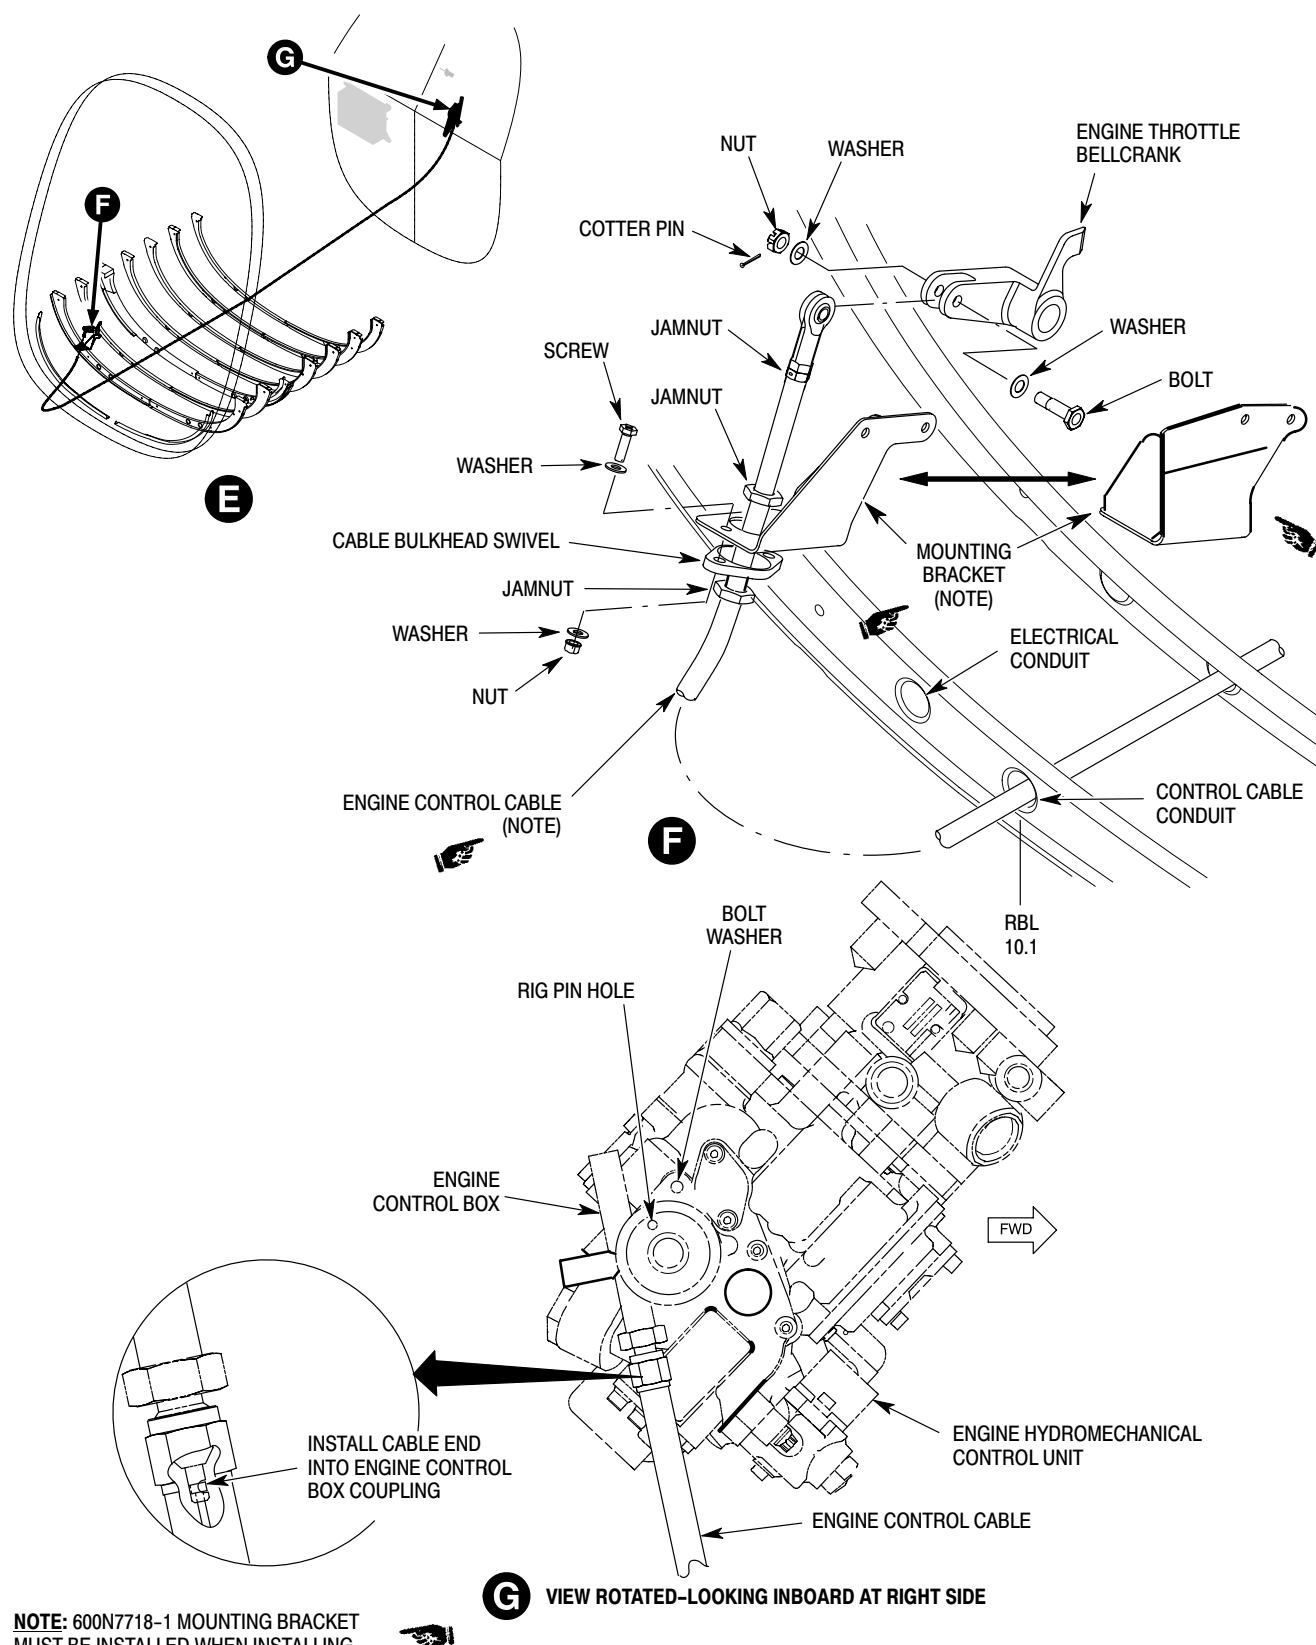 G
F
E
NUT
WASHER
ENGINE THROTTLE
BELLCRANK
COTTER PIN
JAMNUT
WASHER
SCREW
BOLT
JAMNUT
WASHER
CABLE BULKHEAD SWIVEL
MOUNTING
BRACKET
(NOTE)
JAMNUT
WASHER
ELECTRICAL
CONDUIT
NUT
ENGINE CONTROL CABLE
(NOTE)
CONTROL CABLE
CONDUIT
F
RBL
10.1
BOLT
WASHER
RIG PIN HOLE
ENGINE
CONTROL BOX
FWD
INSTALL CABLE END
INTO ENGINE CONTROL
BOX COUPLING
ENGINE HYDROMECHANICAL
CONTROL UNIT
ENGINE CONTROL CABLE
G VIEW ROTATED-LOOKING INBOARD AT RIGHT SIDE
NOTE: 600N7718-1 MOUNTING BRACKET
MUST BE INSTALLED WHEN INSTALLING